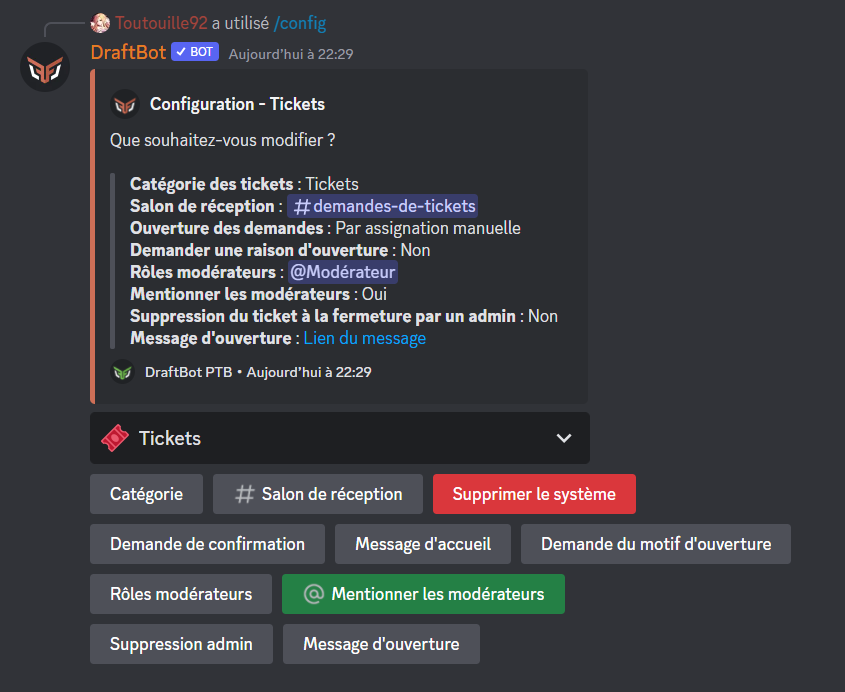 Toutouille92 a utilisé /config
DraftBot ✓ BOT Aujourd'hui à 22:29
Configuration - Tickets
Que souhaitez-vous modifier ?
Catégorie des tickets : Tickets
Salon de réception : # demandes-de-tickets
Ouverture des demandes : Par assignation manuelle
Demander une raison d'ouverture : Non
Rôles modérateurs : @Modérateur
Mentionner les modérateurs : Oui
Suppression du ticket à la fermeture par un admin : Non
Message d'ouverture : Lien du message
DraftBot PTB • Aujourd'hui à 22:29
Tickets
Catégorie # Salon de réception Supprimer le système
Demande de confirmation Message d'accueil Demande du motif d'ouverture
Rôles modérateurs @ Mentionner les modérateurs
Suppression admin Message d'ouverture